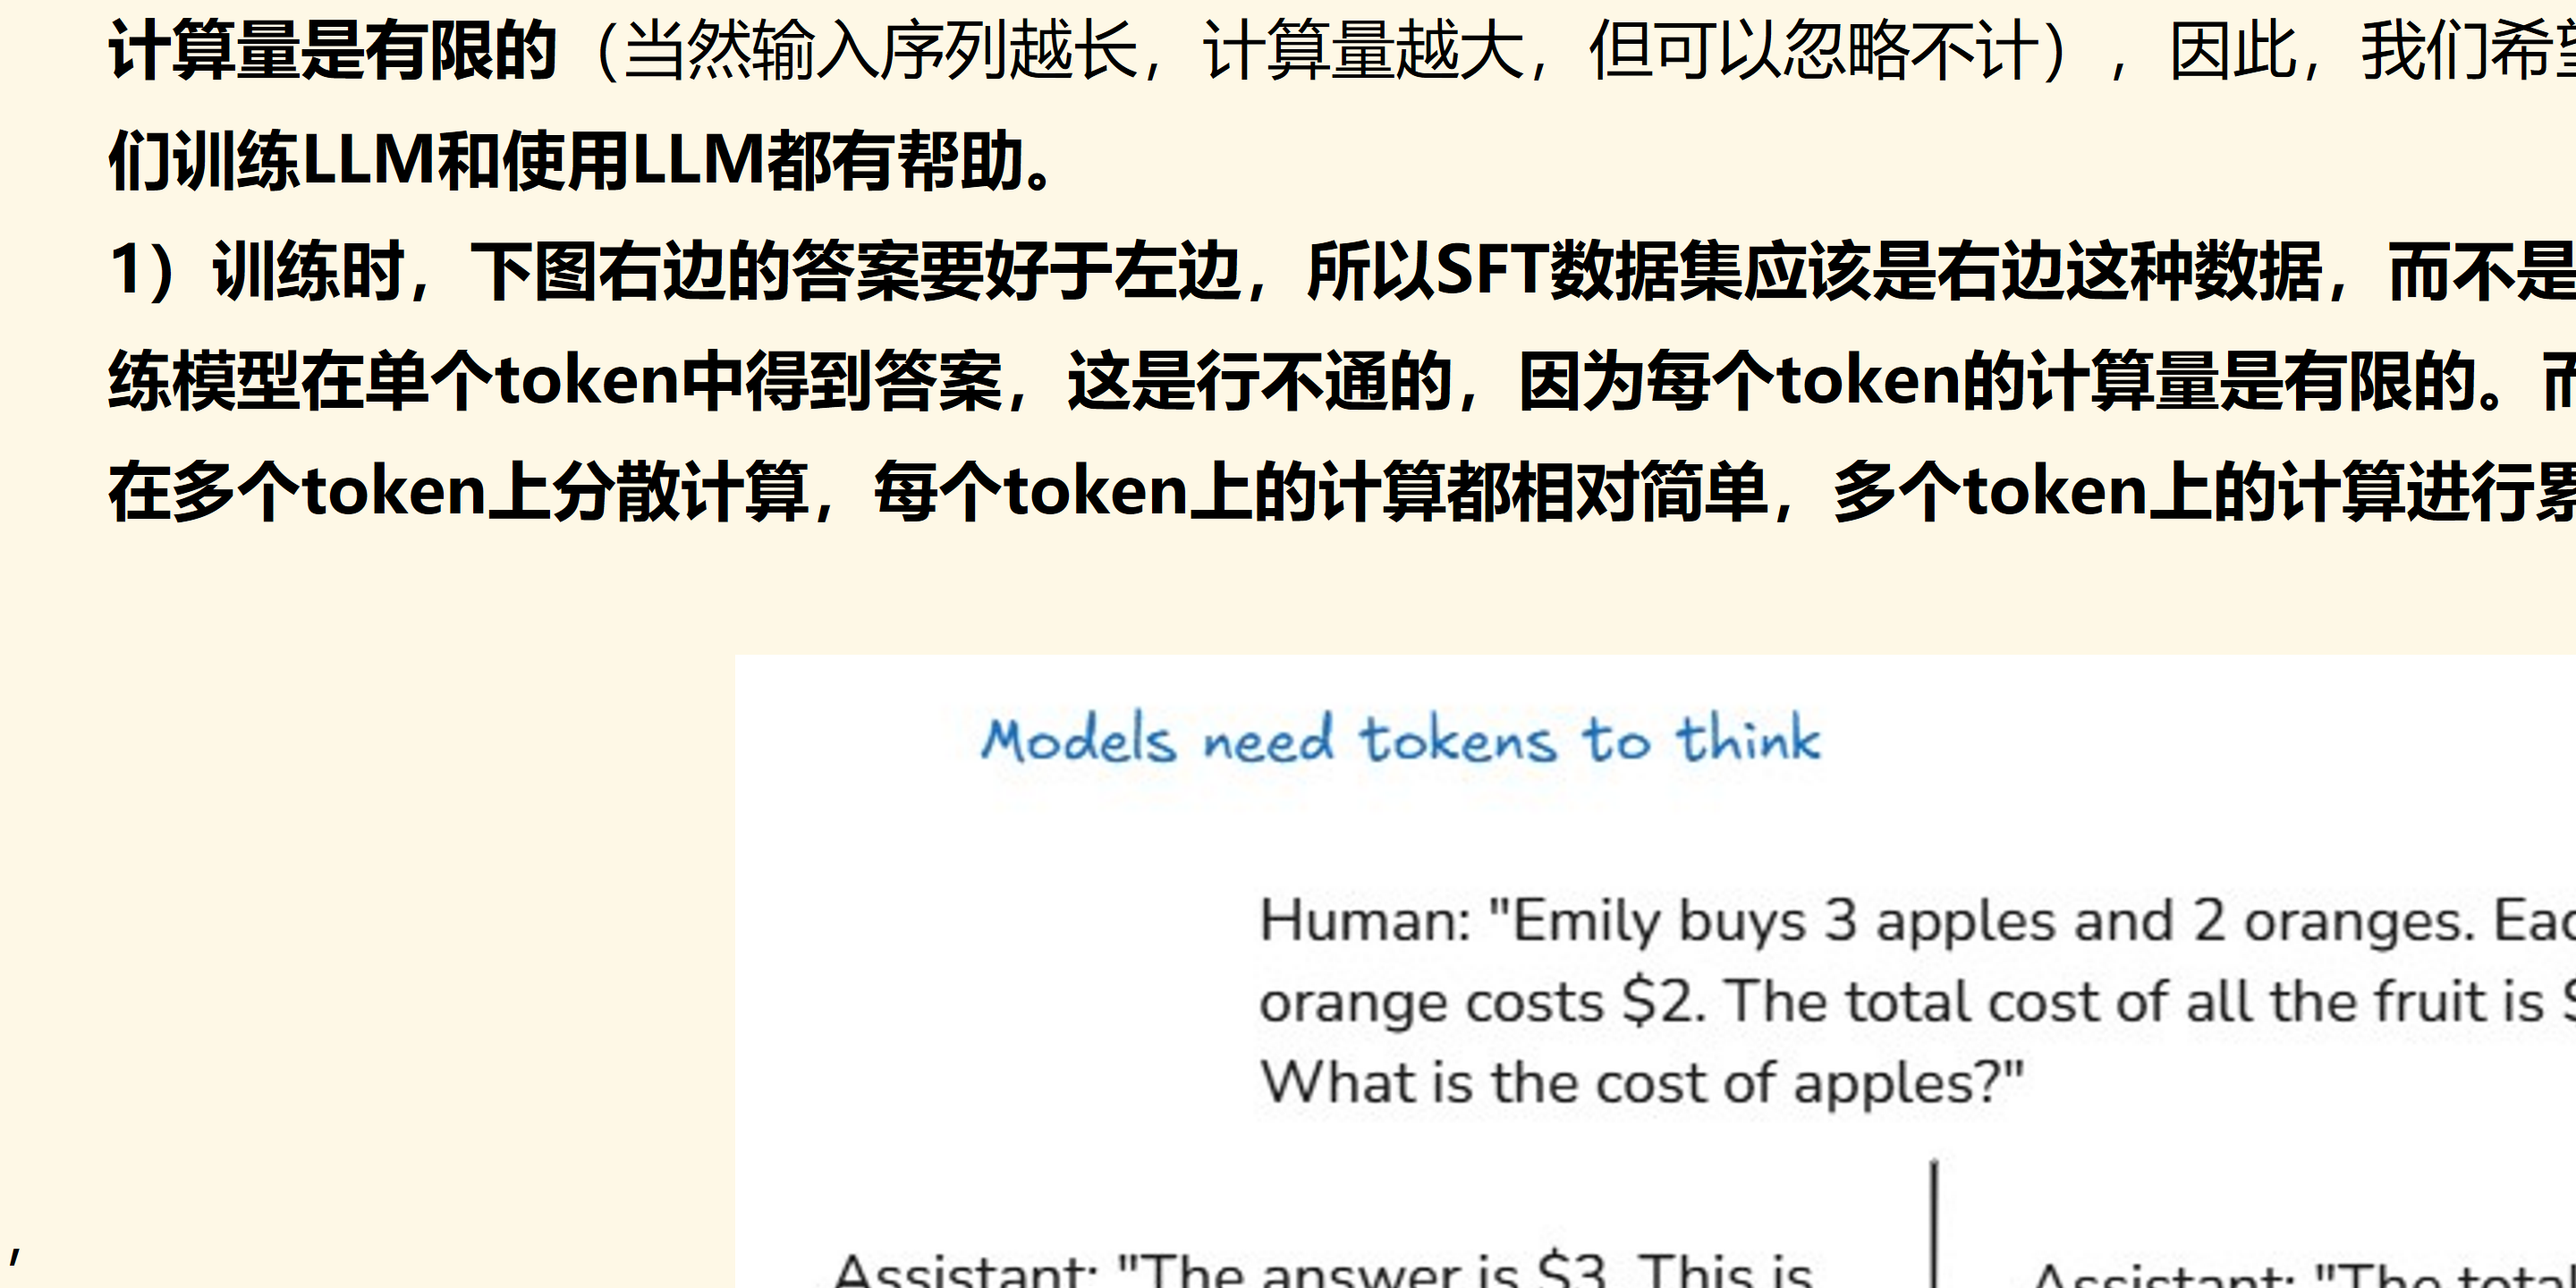 计算量是有限的（当然输入序列越长，计算量越大，但可以忽略不计），因此，我们希望
们训练LLM和使用LLM都有帮助。
1）训练时，下图右边的答案要好于左边，所以SFT数据集应该是右边这种数据，而不是
练模型在单个token中得到答案，这是行不通的，因为每个token的计算量是有限的。而
在多个token上分散计算，每个token上的计算都相对简单，多个token上的计算进行累
Models need tokens to think
Human: "Emily buys 3 apples and 2 oranges. Eac
orange costs $2. The total cost of all the fruit is $
What is the cost of apples?"
Assistant: "The answer is $3. This is
Assistant: "The total